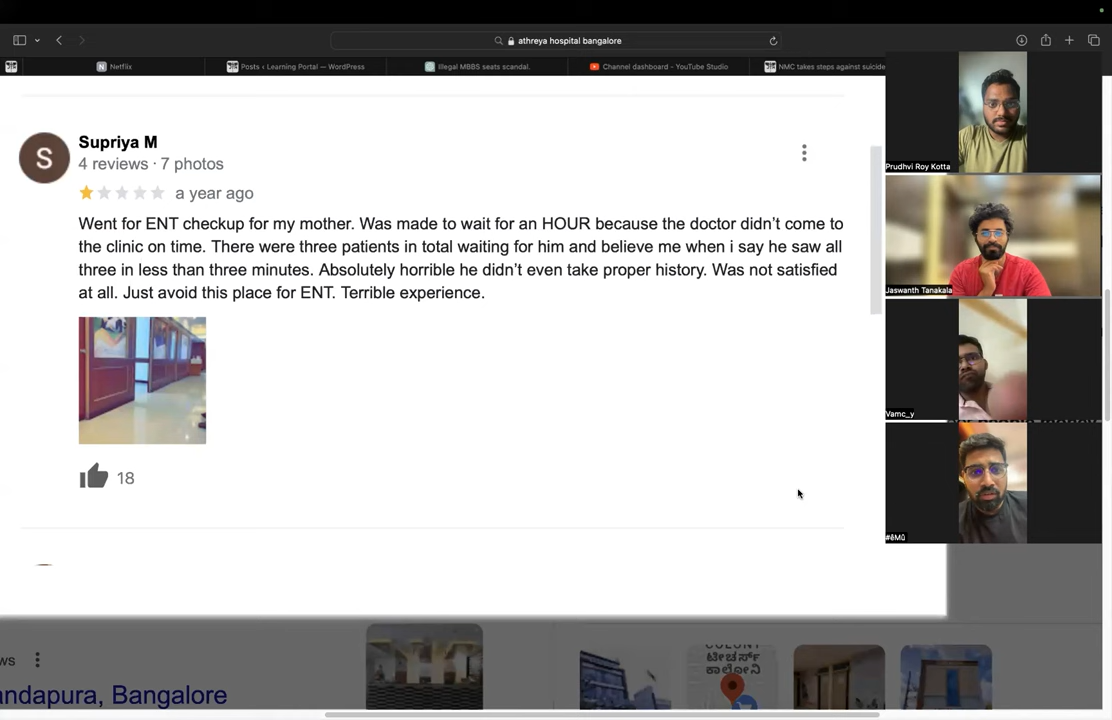 athreya hospital bangalore
Netflix
Posts ‹ Learning Portal — WordPress
Illegal MBBS seats scandal.
Channel dashboard - YouTube Studio
NMC takes steps against suicide
Supriya M
S
4 reviews · 7 photos
a year ago
Went for ENT checkup for my mother. Was made to wait for an HOUR because the doctor didn't come to
the clinic on time. There were three patients in total waiting for him and believe me when i say he saw all
three in less than three minutes. Absolutely horrible he didn't even take proper history. Was not satisfied
at all. Just avoid this place for ENT. Terrible experience.
18
Prudhvi Roy Kotta
Jaswanth Tanakala
Vamc_y
#êMû
ws
andapura, Bangalore
ಟೀಚರ್ಸ್
ಕಾಲೋನಿ